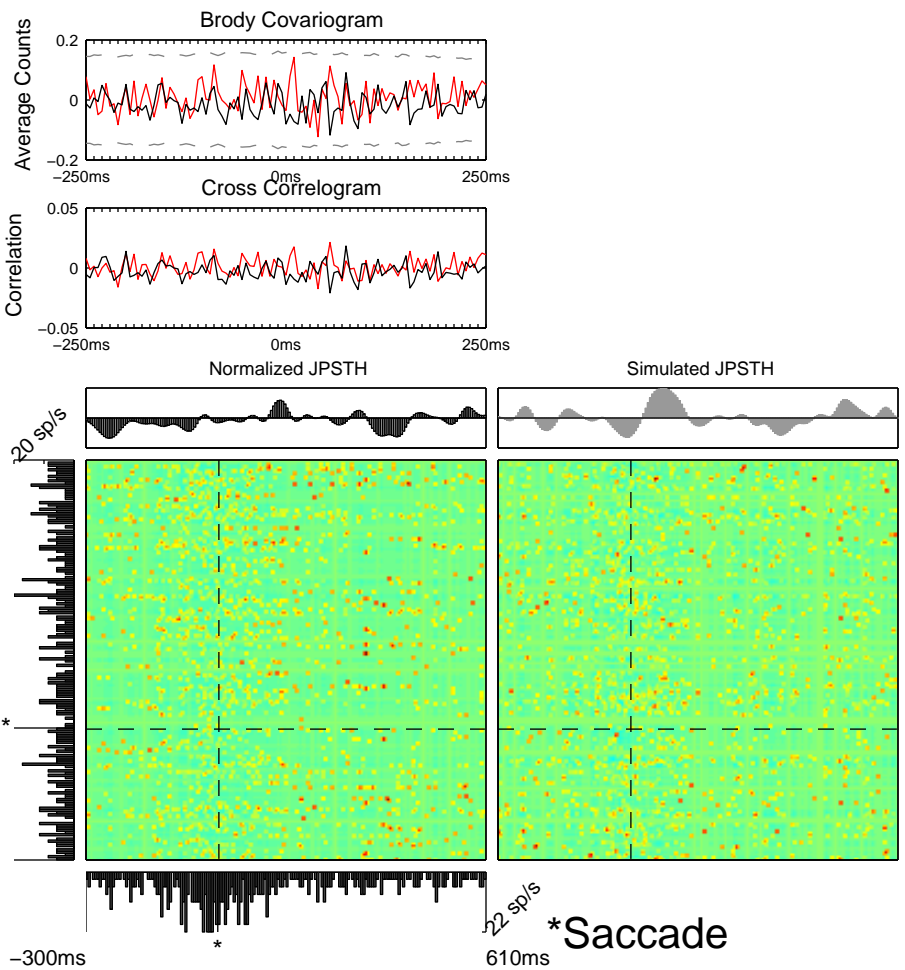 Brody Covariogram
Average Counts
0.2
0
−0.2
−250ms
0ms
250ms
Cross Correlogram
Correlation
0.05
0
−0.05
−250ms
0ms
250ms
Normalized JPSTH
Simulated JPSTH
20 sp/s
*
*
22 sp/s
*Saccade
−300ms
610ms